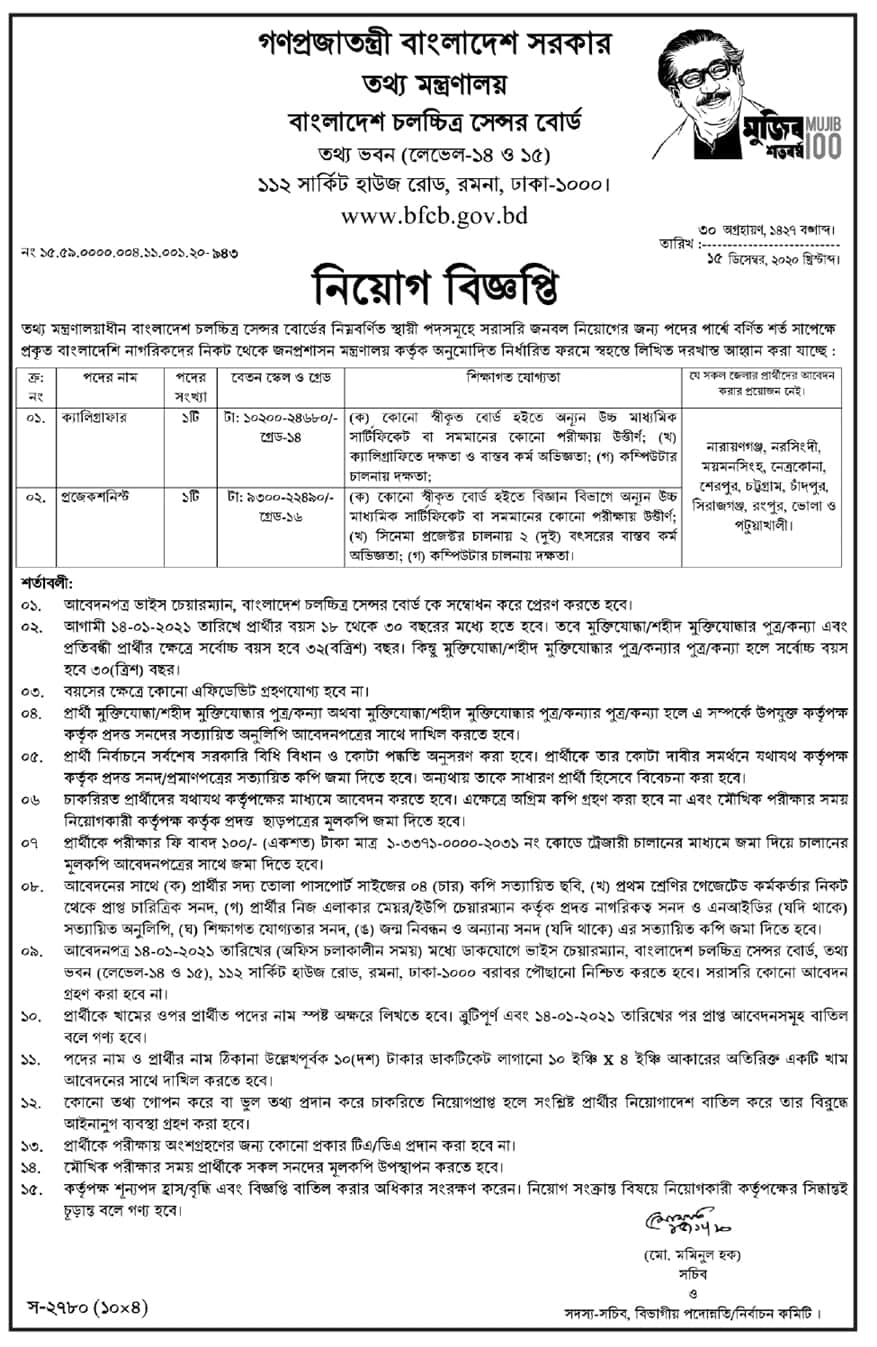 গণপ্রজাতন্ত্রী বাংলাদেশ সরকার
তথ্য মন্ত্রণালয়
বাংলাদেশ চলচ্চিত্র সেন্সর বোর্ড
তথ্য ভবন (লেভেল-১৪ ও ১৫)
১১২ সার্কিট হাউজ রোড, রমনা, ঢাকা-১০০০।
www.bfcb.gov.bd
মুজিব শতবর্ষ MUJIB 100
নং ১৫.৫৯.০০০০.০০৪.১১.০০১.২০-৯৪৩
৩০ অগ্রহায়ণ, ১৪২৭ বঙ্গাব্দ।
তারিখ :--------------------------
১৫ ডিসেম্বর, ২০২০ খ্রিস্টাব্দ।
নিয়োগ বিজ্ঞপ্তি
তথ্য মন্ত্রণালয়াধীন বাংলাদেশ চলচ্চিত্র সেন্সর বোর্ডের নিম্নবর্ণিত স্থায়ী পদসমূহে সরাসরি জনবল নিয়োগের জন্য পদের পার্শ্বে বর্ণিত শর্ত সাপেক্ষে
প্রকৃত বাংলাদেশি নাগরিকদের নিকট থেকে জনপ্রশাসন মন্ত্রণালয় কর্তৃক অনুমোদিত নির্ধারিত ফরমে স্বহস্তে লিখিত দরখাস্ত আহ্বান করা যাচ্ছে :
ক্র: নং
পদের নাম
পদের সংখ্যা
বেতন স্কেল ও গ্রেড
শিক্ষাগত যোগ্যতা
যে সকল জেলার প্রার্থীদের আবেদন
করার প্রয়োজন নেই।
০১.
ক্যালিগ্রাফার
১টি
টা: ১০২০০-২৪৬৮০/-
গ্রেড-১৪
(ক) কোনো স্বীকৃত বোর্ড হইতে অন্যূন উচ্চ মাধ্যমিক
সার্টিফিকেট বা সমমানের কোনো পরীক্ষায় উত্তীর্ণ; (খ)
ক্যালিগ্রাফিতে দক্ষতা ও বাস্তব কর্ম অভিজ্ঞতা; (গ) কম্পিউটার
চালনায় দক্ষতা;
নারায়ণগঞ্জ, নরসিংদী,
ময়মনসিংহ, নেত্রকোনা,
শেরপুর, চট্টগ্রাম, চাঁদপুর,
সিরাজগঞ্জ, রংপুর, ভোলা ও
পটুয়াখালী।
০২.
প্রজেকশনিস্ট
১টি
টা: ৯৩০০-২২৪৯০/-
গ্রেড-১৬
(ক) কোনো স্বীকৃত বোর্ড হইতে বিজ্ঞান বিভাগে অন্যূন উচ্চ
মাধ্যমিক সার্টিফিকেট বা সমমানের কোনো পরীক্ষায় উত্তীর্ণ;
(খ) সিনেমা প্রজেক্টর চালনায় ২ (দুই) বৎসরের বাস্তব কর্ম
অভিজ্ঞতা; (গ) কম্পিউটার চালনায় দক্ষতা।
শর্তাবলী:
০১. আবেদনপত্র ভাইস চেয়ারম্যান, বাংলাদেশ চলচ্চিত্র সেন্সর বোর্ড কে সম্বোধন করে প্রেরণ করতে হবে।
০২. আগামী ১৪-০১-২০২১ তারিখে প্রার্থীর বয়স ১৮ থেকে ৩০ বছরের মধ্যে হতে হবে। তবে মুক্তিযোদ্ধা/শহীদ মুক্তিযোদ্ধার পুত্র/কন্যা এবং
প্রতিবন্ধী প্রার্থীর ক্ষেত্রে সর্বোচ্চ বয়স হবে ৩২(বত্রিশ) বছর। কিন্তু মুক্তিযোদ্ধা/শহীদ মুক্তিযোদ্ধার পুত্র/কন্যার পুত্র/কন্যা হলে সর্বোচ্চ বয়স
হবে ৩০(ত্রিশ) বছর।
০৩. বয়সের ক্ষেত্রে কোনো এফিডেভিট গ্রহণযোগ্য হবে না।
০৪. প্রার্থী মুক্তিযোদ্ধা/শহীদ মুক্তিযোদ্ধার পুত্র/কন্যা অথবা মুক্তিযোদ্ধা/শহীদ মুক্তিযোদ্ধার পুত্র/কন্যার পুত্র/কন্যা হলে এ সম্পর্কে উপযুক্ত কর্তৃপক্ষ
কর্তৃক প্রদত্ত সনদের সত্যায়িত অনুলিপি আবেদনপত্রের সাথে দাখিল করতে হবে।
০৫. প্রার্থী নির্বাচনে সর্বশেষ সরকারি বিধি বিধান ও কোটা পদ্ধতি অনুসরণ করা হবে। প্রার্থীকে তার কোটা দাবীর সমর্থনে যথাযথ কর্তৃপক্ষ
কর্তৃক প্রদত্ত সনদ/প্রমাণপত্রের সত্যায়িত কপি জমা দিতে হবে। অন্যথায় তাকে সাধারণ প্রার্থী হিসেবে বিবেচনা করা হবে।
০৬ চাকরিরত প্রার্থীদের যথাযথ কর্তৃপক্ষের মাধ্যমে আবেদন করতে হবে। এক্ষেত্রে অগ্রিম কপি গ্রহণ করা হবে না এবং মৌখিক পরীক্ষার সময়
নিয়োগকারী কর্তৃপক্ষ কর্তৃক প্রদত্ত ছাড়পত্রের মূলকপি জমা দিতে হবে।
০৭ প্রার্থীকে পরীক্ষার ফি বাবদ ১০০/- (একশত) টাকা মাত্র ১-৩৩৭১-০০০০-২০৩১ নং কোডে ট্রেজারী চালানের মাধ্যমে জমা দিয়ে চালানের
মূলকপি আবেদনপত্রের সাথে জমা দিতে হবে।
০৮. আবেদনের সাথে (ক) প্রার্থীর সদ্য তোলা পাসপোর্ট সাইজের ০৪ (চার) কপি সত্যায়িত ছবি, (খ) প্রথম শ্রেণির গেজেটেড কর্মকর্তার নিকট
থেকে প্রাপ্ত চারিত্রিক সনদ, (গ) প্রার্থীর নিজ এলাকার মেয়র/ইউপি চেয়ারম্যান কর্তৃক প্রদত্ত নাগরিকত্ব সনদ ও এনআইডির (যদি থাকে)
সত্যায়িত অনুলিপি, (ঘ) শিক্ষাগত যোগ্যতার সনদ, (ঙ) জন্ম নিবন্ধন ও অন্যান্য সনদ (যদি থাকে) এর সত্যায়িত কপি জমা দিতে হবে।
০৯. আবেদনপত্র ১৪-০১-২০২১ তারিখের (অফিস চলাকালীন সময়) মধ্যে ডাকযোগে ভাইস চেয়ারম্যান, বাংলাদেশ চলচ্চিত্র সেন্সর বোর্ড, তথ্য
ভবন (লেভেল-১৪ ও ১৫), ১১২ সার্কিট হাউজ রোড, রমনা, ঢাকা-১০০০ বরাবর পৌছানো নিশ্চিত করতে হবে। সরাসরি কোনো আবেদন
গ্রহণ করা হবে না।
১০. প্রার্থীকে খামের ওপর প্রার্থীত পদের নাম স্পষ্ট অক্ষরে লিখতে হবে। ত্রুটিপূর্ণ এবং ১৪-০১-২০২১ তারিখের পর প্রাপ্ত আবেদনসমূহ বাতিল
বলে গণ্য হবে।
১১. পদের নাম ও প্রার্থীর নাম ঠিকানা উল্লেখপূর্বক ১০(দশ) টাকার ডাকটিকেট লাগানো ১০ ইঞ্চি X ৪ ইঞ্চি আকারের অতিরিক্ত একটি খাম
আবেদনের সাথে দাখিল করতে হবে।
১২. কোনো তথ্য গোপন করে বা ভুল তথ্য প্রদান করে চাকরিতে নিয়োগপ্রাপ্ত হলে সংশ্লিষ্ট প্রার্থীর নিয়োগাদেশ বাতিল করে তার বিরুদ্ধে
আইনানুগ ব্যবস্থা গ্রহণ করা হবে।
১৩. প্রার্থীকে পরীক্ষায় অংশগ্রহণের জন্য কোনো প্রকার টিএ/ডিএ প্রদান করা হবে না।
১৪. মৌখিক পরীক্ষার সময় প্রার্থীকে সকল সনদের মূলকপি উপস্থাপন করতে হবে।
১৫. কর্তৃপক্ষ শূন্যপদ হ্রাস/বৃদ্ধি এবং বিজ্ঞপ্তি বাতিল করার অধিকার সংরক্ষণ করেন। নিয়োগ সংক্রান্ত বিষয়ে নিয়োগকারী কর্তৃপক্ষের সিদ্ধান্তই
চূড়ান্ত বলে গণ্য হবে।
(মো. মমিনুল হক)
সচিব
ও
সদস্য-সচিব, বিভাগীয় পদোন্নতি/নির্বাচন কমিটি ।
স-২৭৮০ (১০×৪)